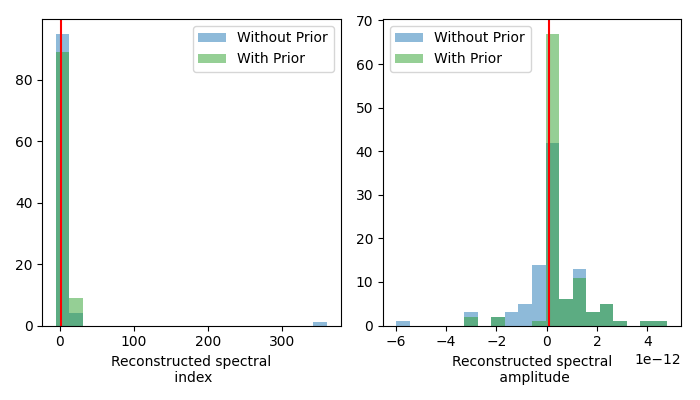 Without Prior
With Prior
80
60
40
20
0
0
100
200
300
Reconstructed spectral
index
Without Prior
With Prior
70
60
50
40
30
20
10
0
−6
−4
−2
0
2
4
1e−12
Reconstructed spectral
amplitude